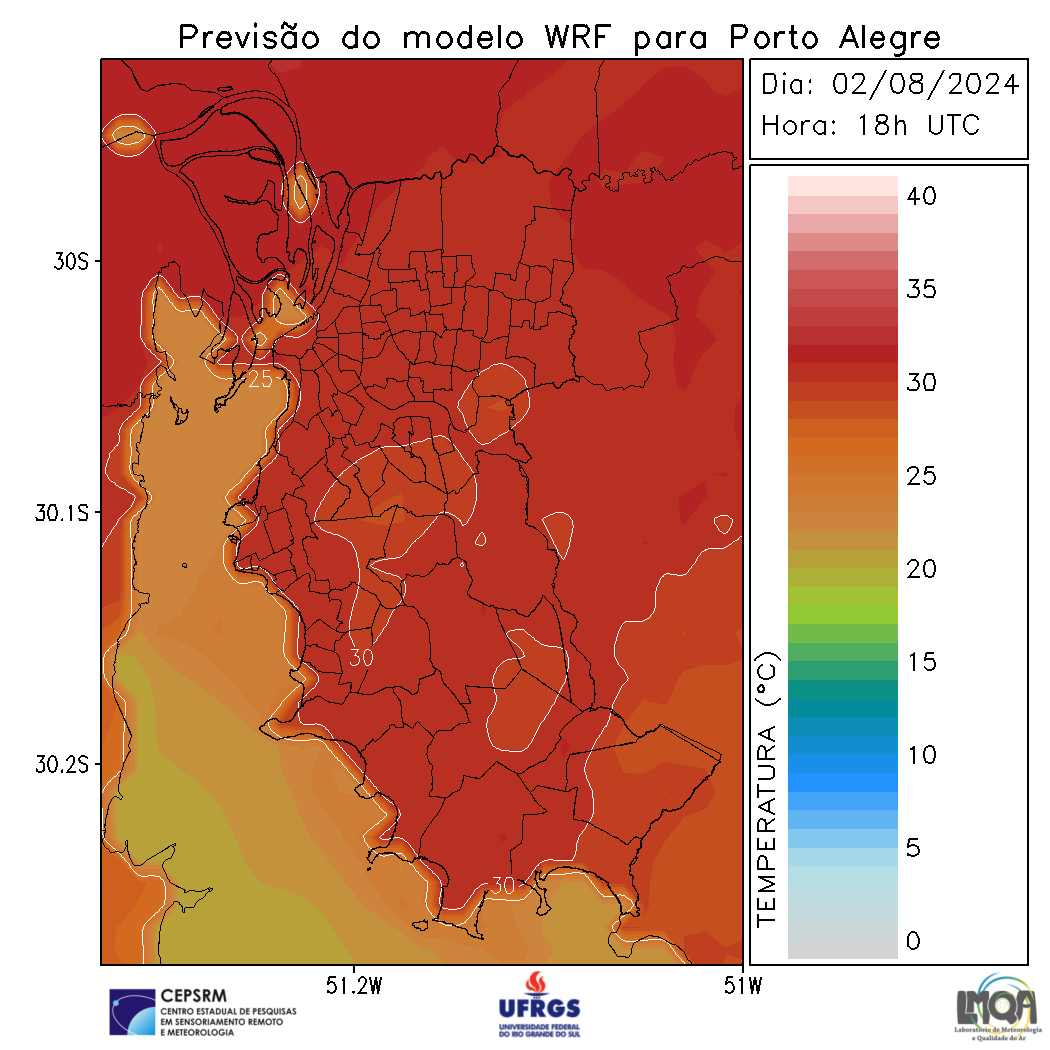 Previsão do modelo WRF para Porto Alegre
Dia: 02/08/2024
Hora: 18h UTC
30S
30.1S
30.2S
51.2W
51W
25
30
30
TEMPERATURA (°C)
40
35
30
25
20
15
10
5
0
CEPSRM
CENTRO ESTADUAL DE PESQUISAS
EM SENSORIAMENTO REMOTO
E METEOROLOGIA
UFRGS
UNIVERSIDADE FEDERAL
DO RIO GRANDE DO SUL
LMQA
Laboratório de Meteorologia
e Qualidade do Ar